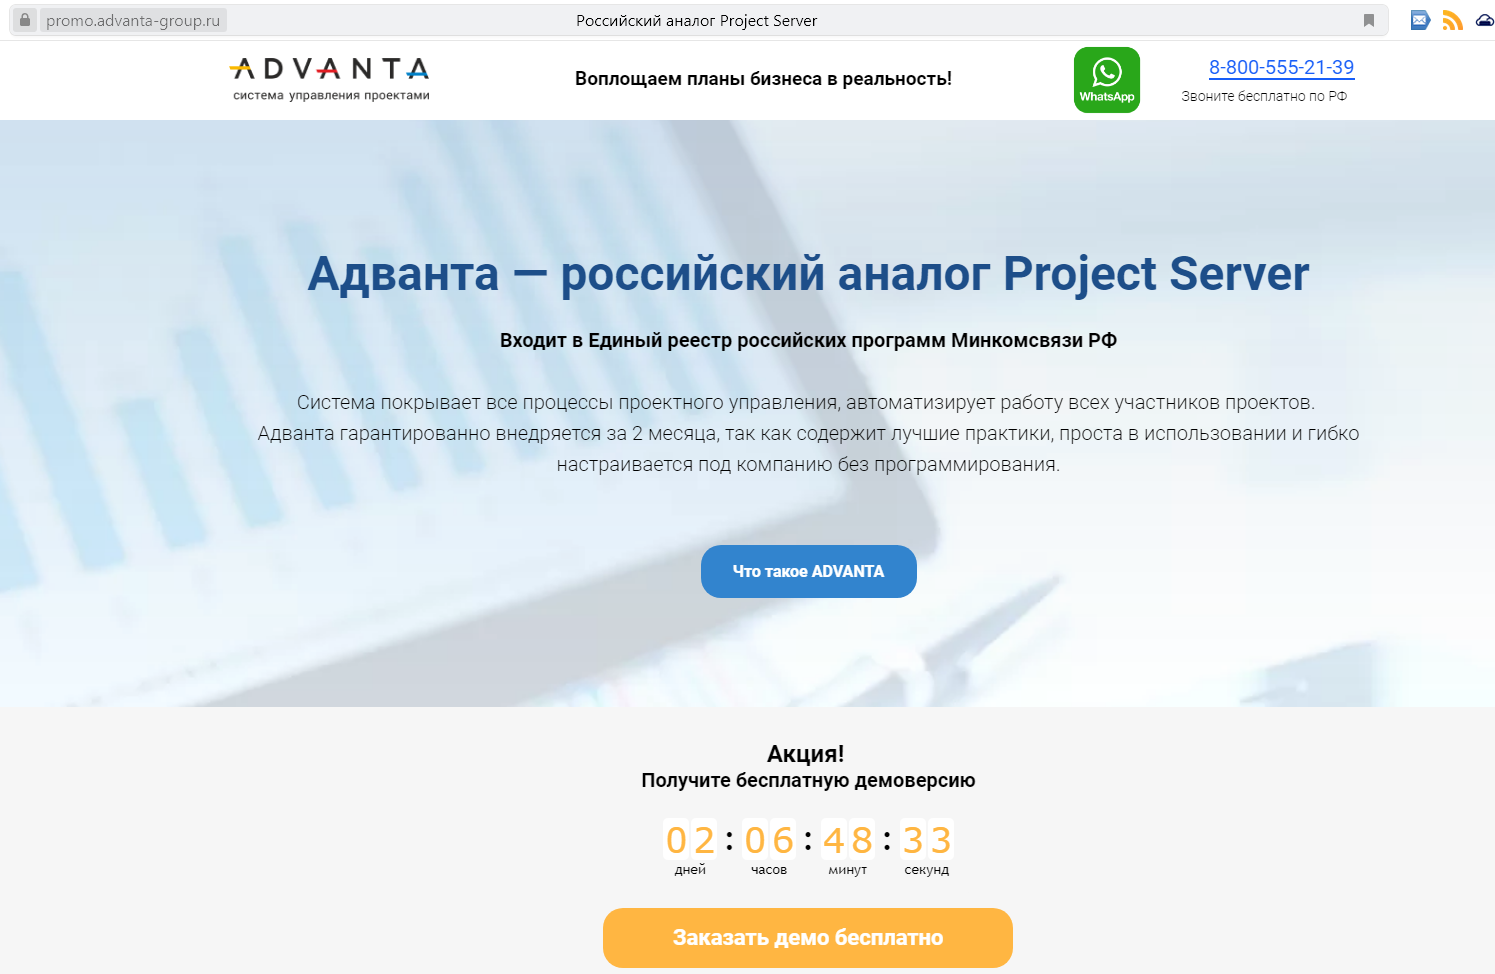 promo.advanta-group.ru
Российский аналог Project Server
ADVANTA
система управления проектами
Воплощаем планы бизнеса в реальность!
WhatsApp
8-800-555-21-39
Звоните бесплатно по РФ
Адванта — российский аналог Project Server
Входит в Единый реестр российских программ Минкомсвязи РФ
Система покрывает все процессы проектного управления, автоматизирует работу всех участников проектов.
Адванта гарантированно внедряется за 2 месяца, так как содержит лучшие практики, проста в использовании и гибко
настраивается под компанию без программирования.
Что такое ADVANTA
Акция!
Получите бесплатную демоверсию
02 : 06 : 48 : 33
дней часов минут секунд
Заказать демо бесплатно